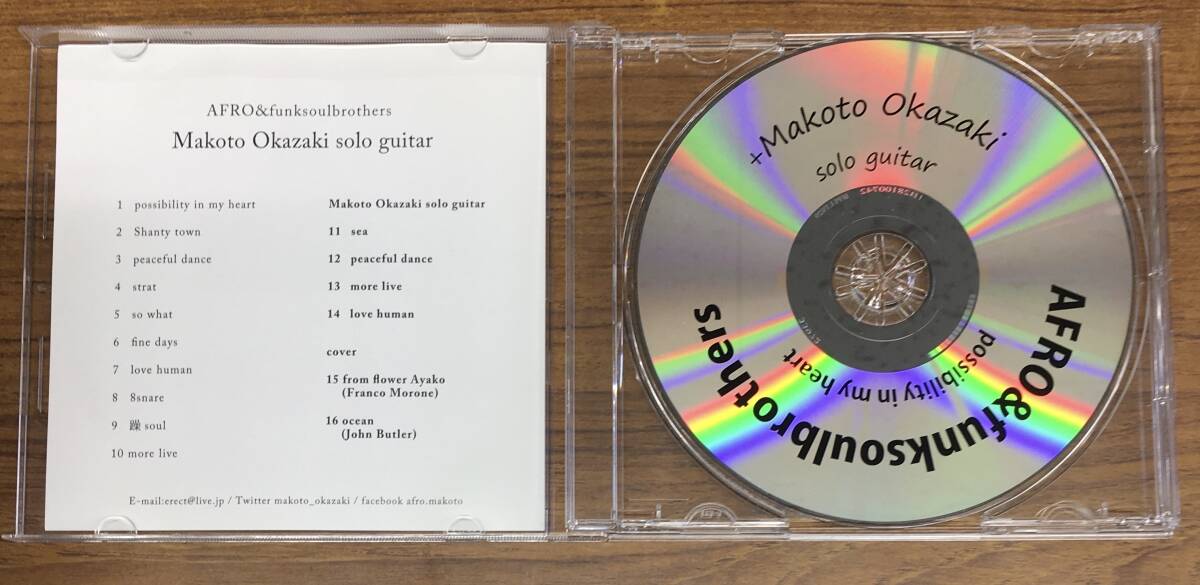 AFRO&funksoulbrothers
Makoto Okazaki solo guitar
1 possibility in my heart
2 Shanty town
3 peaceful dance
4 strat
5 so what
6 fine days
7 love human
8 8snare
9 躁 soul
10 more live
Makoto Okazaki solo guitar
11 sea
12 peaceful dance
13 more live
14 love human
cover
15 from flower Ayako
(Franco Morone)
16 ocean
(John Butler)
E-mail:erect@live.jp / Twitter makoto_okazaki / facebook afro.makoto
+Makoto Okazaki
solo guitar
AFRO&funksoulbrothers
possibility in my heart